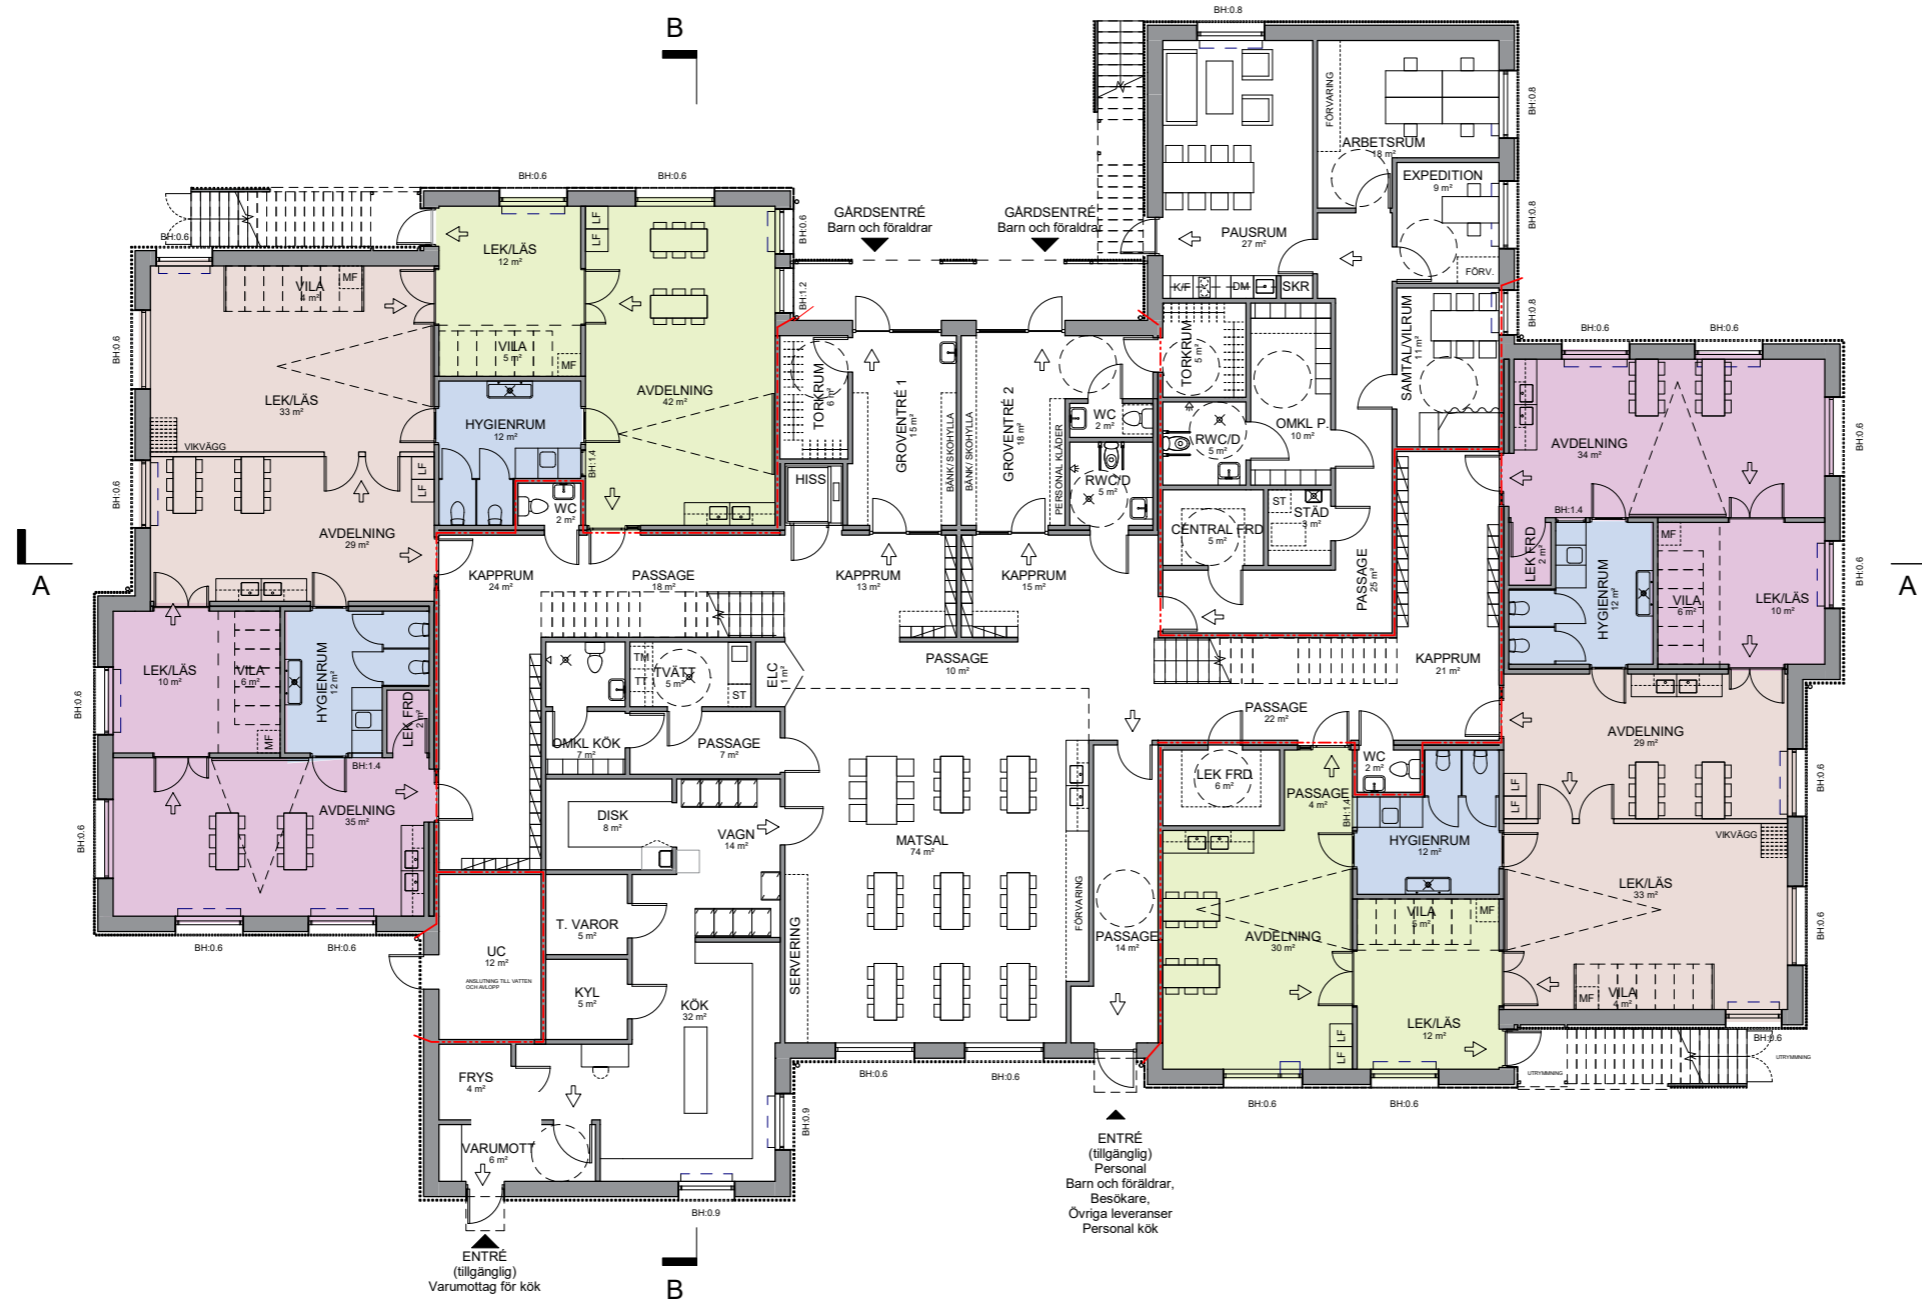 B
BH:0.8
BH:0.6
BH:0.6
GÅRDSENTRÉ
Barn och föräldrar
GÅRDSENTRÉ
Barn och föräldrar
FÖRVARING
ARBETSRUM
18 m²
BH:0.8
EXPEDITION
9 m²
BH:0.8
FÖRV.
PAUSRUM
27 m²
K/F
DM
SKR
BH:0.6
LEK/LÄS
12 m²
LF
LF
BH:0.6
BH:1.2
VILA
4 m²
MF
VILA
5 m²
MF
BH:0.6
LEK/LÄS
33 m²
VIKVÄGG
AVDELNING
42 m²
HYGIENRUM
12 m²
BH:1.4
TORKRUM
6 m²
GROVENTRÉ 1
15 m²
BÄNK/SKOHYLLA
BÄNK/SKOHYLLA
GROVENTRÉ 2
18 m²
PERSONAL KLÄDER
WC
2 m²
RWC/D
5 m²
TORKRUM
5 m²
RWC/D
5 m²
OMKL P.
10 m²
SAMTAL/VILRUM
11 m²
BH:0.8
BH:0.6
BH:0.6
AVDELNING
34 m²
BH:0.6
BH:0.6
LF
LF
HISS
WC
2 m²
AVDELNING
29 m²
CENTRAL FRD
5 m²
ST
STÄD
3 m²
BH:1.4
LEK FRD
2 m²
HYGIENRUM
12 m²
MF
VILA
6 m²
LEK/LÄS
10 m²
BH:0.6
A
A
KAPPRUM
24 m²
PASSAGE
18 m²
KAPPRUM
13 m²
KAPPRUM
15 m²
PASSAGE
25 m²
LEK/LÄS
10 m²
VILA
6 m²
MF
HYGIENRUM
12 m²
LEK FRD
2 m²
BH:0.6
TM
TT
TVÄTT
5 m²
ST
ELC
1 m²
PASSAGE
10 m²
KAPPRUM
21 m²
OMKL KÖK
7 m²
PASSAGE
7 m²
PASSAGE
22 m²
AVDELNING
29 m²
BH:0.6
BH:1.4
AVDELNING
35 m²
BH:0.6
DISK
8 m²
VAGN
14 m²
MATSAL
74 m²
FÖRVARING
LEK FRD
6 m²
PASSAGE
4 m²
BH:1.4
WC
2 m²
LF
LF
HYGIENRUM
12 m²
VIKVÄGG
LEK/LÄS
33 m²
BH:0.6
BH:0.6
BH:0.6
UC
12 m²
ANSLUTNING TILL VATTEN
OCH AVLOPP
T. VAROR
5 m²
KYL
5 m²
KÖK
32 m²
SERVERING
PASSAGE
14 m²
AVDELNING
30 m²
VILA
5 m²
MF
MF
VILA
4 m²
LEK/LÄS
12 m²
LF
LF
BH:0.6
UTRYMNING
UTRYMNING
FRYS
4 m²
BH:0.6
BH:0.6
BH:0.6
BH:0.6
BH:0.9
VARUMOTT
6 m²
BH:0.9
ENTRÉ
(tillgänglig)
Personal
Barn och föräldrar,
Besökare,
Övriga leveranser
Personal kök
ENTRÉ
(tillgänglig)
Varumottag för kök
B